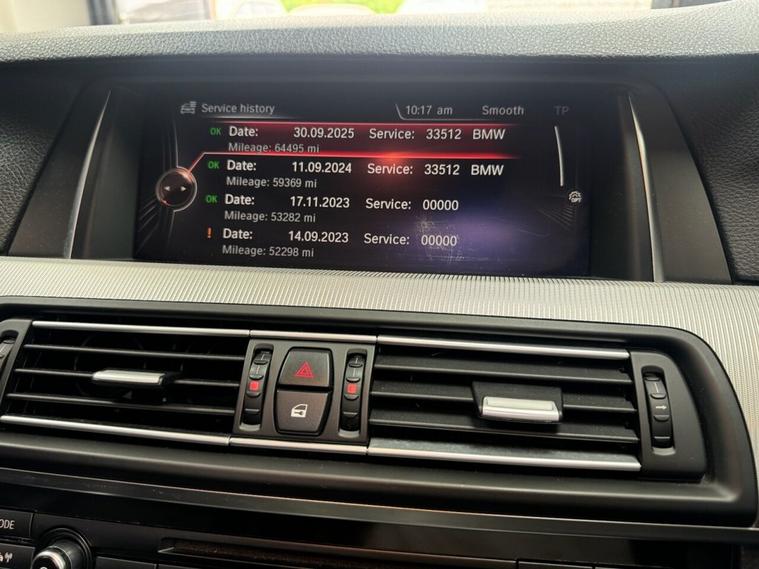 Service history 10:17 am Smooth TP
OK Date: 30.09.2025 Service: 33512 BMW
Mileage: 64495 mi
OK Date: 11.09.2024 Service: 33512 BMW
Mileage: 59369 mi
OK Date: 17.11.2023 Service: 00000
Mileage: 53282 mi
! Date: 14.09.2023 Service: 00000
Mileage: 52298 mi